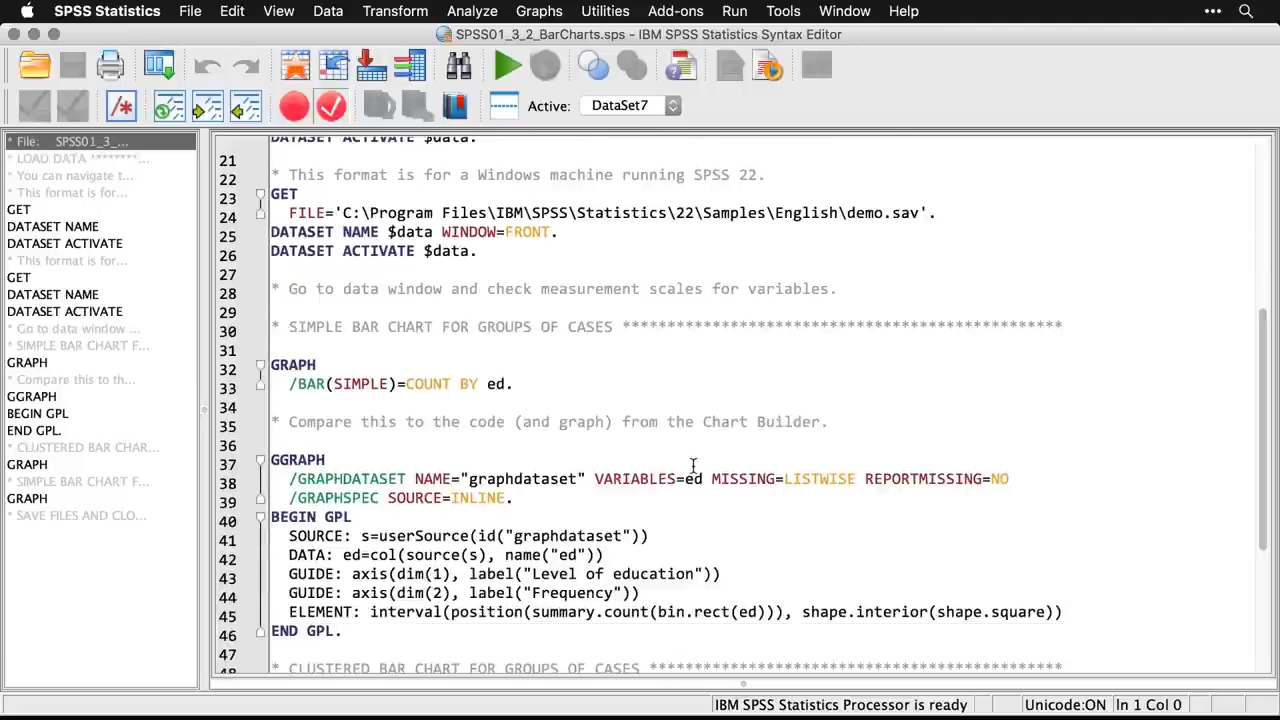 SPSS Statistics File Edit View Data Transform Analyze Graphs Utilities Add-ons Run Tools Window Help
SPSS01_3_2_BarCharts.sps - IBM SPSS Statistics Syntax Editor
Active: DataSet7
* File: SPSS01_3_...
* LOAD DATA ********...
* You can navigate t...
* This format is for...
GET
DATASET NAME
DATASET ACTIVATE
* This format is for...
GET
DATASET NAME
DATASET ACTIVATE
* Go to data window ...
* SIMPLE BAR CHART F...
GRAPH
* Compare this to th...
GGRAPH
BEGIN GPL
END GPL.
* CLUSTERED BAR CHAR...
GRAPH
* SIMPLE BAR CHART F...
GRAPH
* SAVE FILES AND CLO...
DATASET ACTIVATE $data.
21
22 * This format is for a Windows machine running SPSS 22.
23 GET
24 FILE='C:\Program Files\IBM\SPSS\Statistics\22\Samples\English\demo.sav'.
25 DATASET NAME $data WINDOW=FRONT.
26 DATASET ACTIVATE $data.
27
28 * Go to data window and check measurement scales for variables.
29
30 * SIMPLE BAR CHART FOR GROUPS OF CASES *************************************************
31
32 GRAPH
33 /BAR(SIMPLE)=COUNT BY ed.
34
35 * Compare this to the code (and graph) from the Chart Builder.
36
37 GGRAPH
38 /GRAPHDATASET NAME="graphdataset" VARIABLES=ed MISSING=LISTWISE REPORTMISSING=NO
39 /GRAPHSPEC SOURCE=INLINE.
40 BEGIN GPL
41 SOURCE: s=userSource(id("graphdataset"))
42 DATA: ed=col(source(s), name("ed"))
43 GUIDE: axis(dim(1), label("Level of education"))
44 GUIDE: axis(dim(2), label("Frequency"))
45 ELEMENT: interval(position(summary.count(bin.rect(ed))), shape.interior(shape.square))
46 END GPL.
47
48 * CLUSTERED BAR CHART FOR GROUPS OF CASES **********************************************
IBM SPSS Statistics Processor is ready Unicode:ON In 1 Col 0